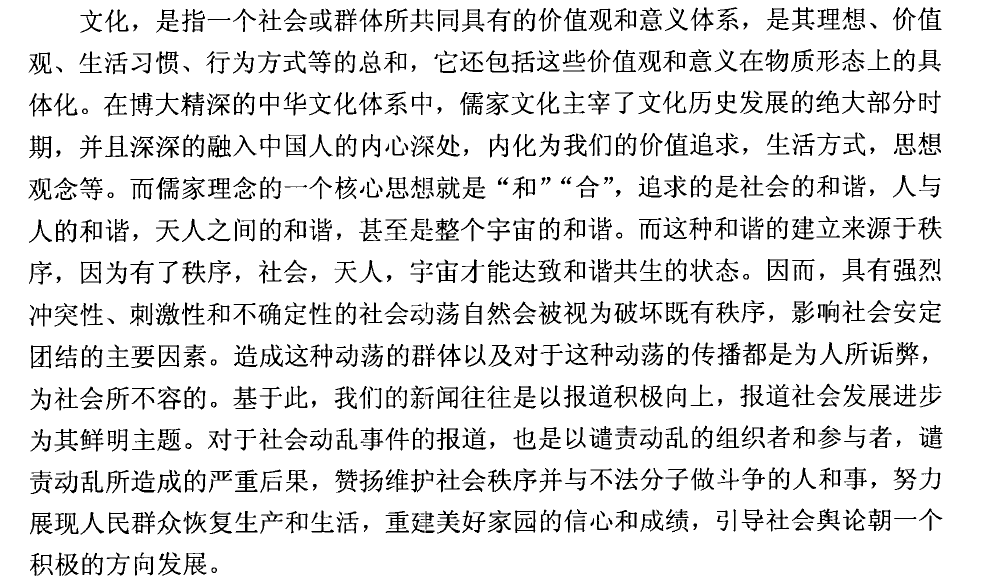 文化，是指一个社会或群体所共同具有的价值观和意义体系，是其理想、价值
观、生活习惯、行为方式等的总和，它还包括这些价值观和意义在物质形态上的具
体化。在博大精深的中华文化体系中，儒家文化主宰了文化历史发展的绝大部分时
期，并且深深的融入中国人的内心深处，内化为我们的价值追求，生活方式，思想
观念等。而儒家理念的一个核心思想就是“和”“合”，追求的是社会的和谐，人与
人的和谐，天人之间的和谐，甚至是整个宇宙的和谐。而这种和谐的建立来源于秩
序，因为有了秩序，社会，天人，宇宙才能达致和谐共生的状态。因而，具有强烈
冲突性、刺激性和不确定性的社会动荡自然会被视为破坏既有秩序，影响社会安定
团结的主要因素。造成这种动荡的群体以及对于这种动荡的传播都是为人所诟弊，
为社会所不容的。基于此，我们的新闻往往是以报道积极向上，报道社会发展进步
为其鲜明主题。对于社会动乱事件的报道，也是以谴责动乱的组织者和参与者，谴
责动乱所造成的严重后果，赞扬维护社会秩序并与不法分子做斗争的人和事，努力
展现人民群众恢复生产和生活，重建美好家园的信心和成绩，引导社会舆论朝一个
积极的方向发展。